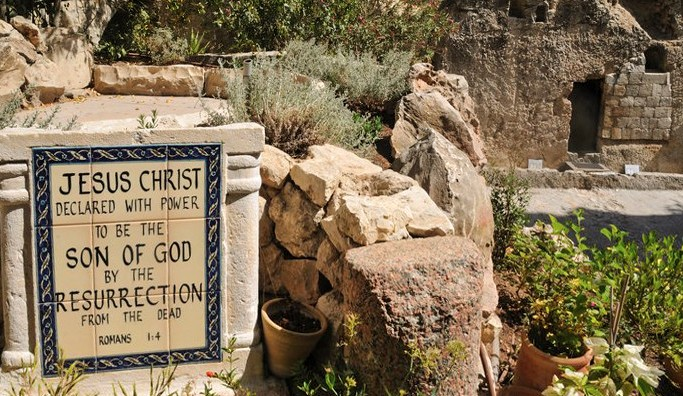 JESUS CHRIST
DECLARED WITH POWER
TO BE THE
SON OF GOD
BY THE
RESURRECTION
FROM THE DEAD
ROMANS 1:4